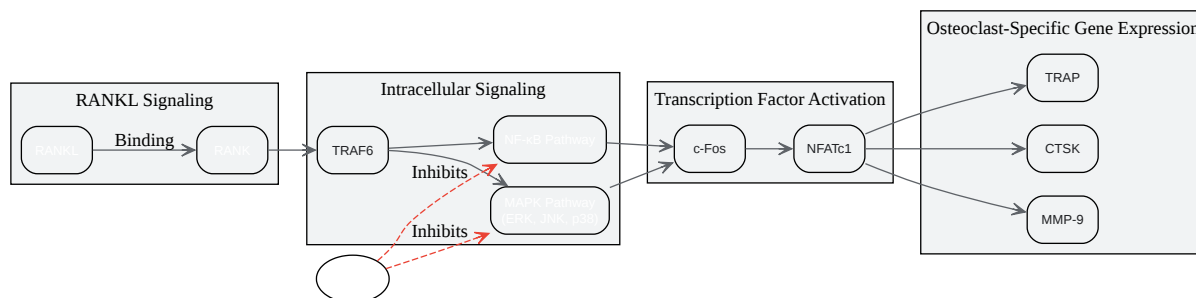 Osteoclast-Specific Gene Expression
RANKL Signaling
Intracellular Signaling
Transcription Factor Activation
RANKL
Binding
RANK
TRAF6
NF-κB Pathway
Inhibits
MAPK Pathway
(ERK, JNK, p38)
Inhibits
c-Fos
NFATc1
TRAP
CTSK
MMP-9